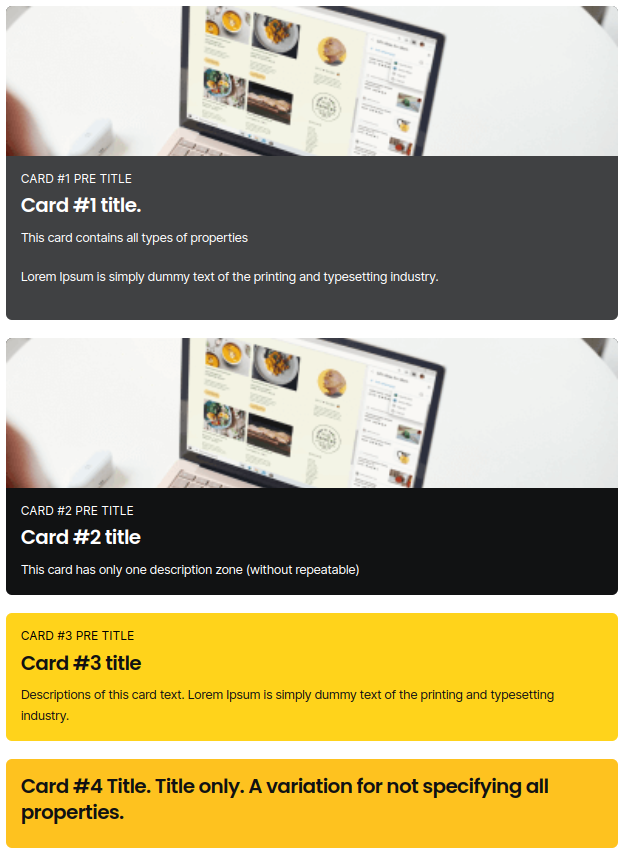 CARD #1 PRE TITLE
Card #1 title.
This card contains all types of properties
Lorem Ipsum is simply dummy text of the printing and typesetting industry.
CARD #2 PRE TITLE
Card #2 title
This card has only one description zone (without repeatable)
CARD #3 PRE TITLE
Card #3 title
Descriptions of this card text. Lorem Ipsum is simply dummy text of the printing and typesetting
industry.
Card #4 Title. Title only. A variation for not specifying all
properties.